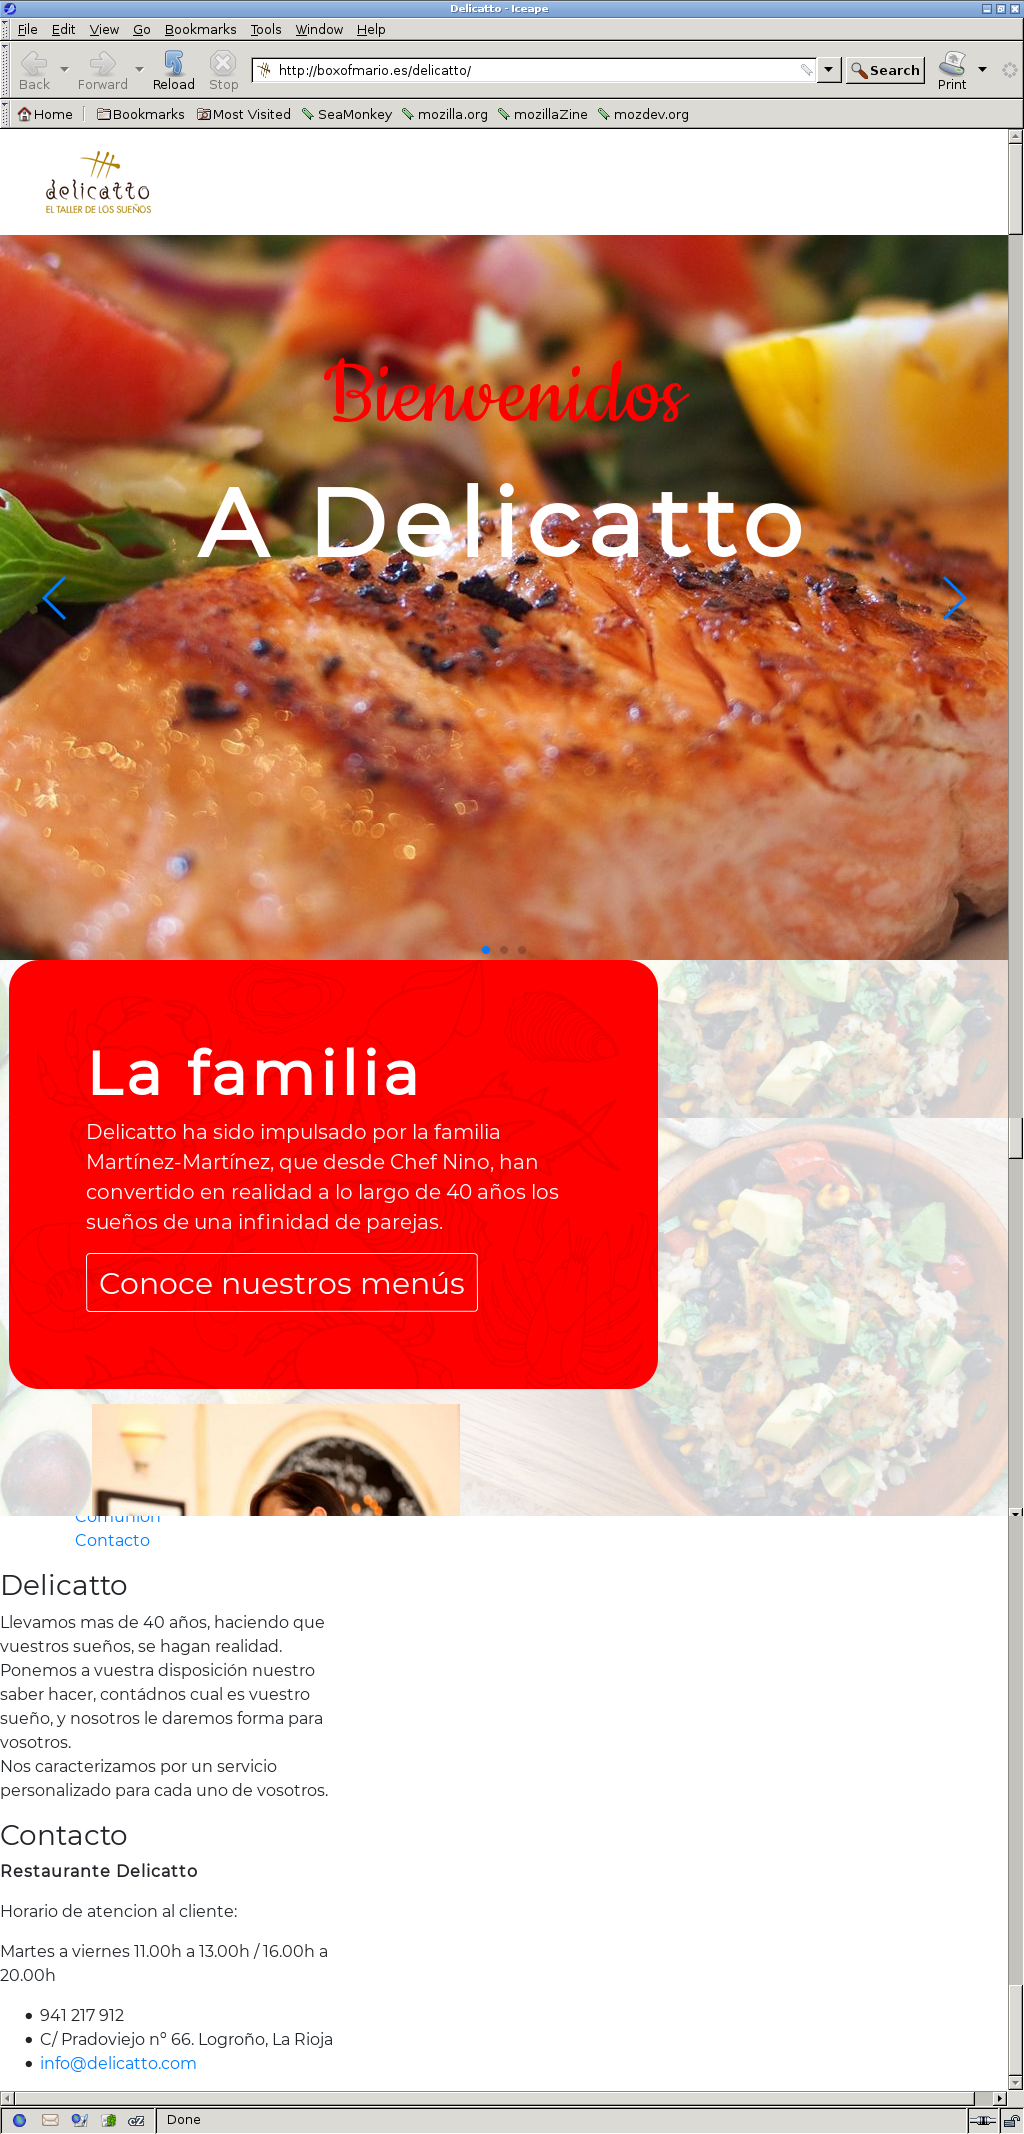 Delicatto - Iceape
File Edit View Go Bookmarks Tools Window Help
Back Forward Reload Stop http://boxofmario.es/delicatto/ Search Print
Home Bookmarks Most Visited SeaMonkey mozilla.org mozillaZine mozdev.org
delicatto
EL TALLER DE LOS SUEÑOS
Bienvenidos
A Delicatto
La familia
Delicatto ha sido impulsado por la familia
Martínez-Martínez, que desde Chef Nino, han
convertido en realidad a lo largo de 40 años los
sueños de una infinidad de parejas.
Conoce nuestros menús
Comunión
Contacto
Delicatto
Llevamos mas de 40 años, haciendo que
vuestros sueños, se hagan realidad.
Ponemos a vuestra disposición nuestro
saber hacer, contádnos cual es vuestro
sueño, y nosotros le daremos forma para
vosotros.
Nos caracterizamos por un servicio
personalizado para cada uno de vosotros.
Contacto
Restaurante Delicatto
Horario de atencion al cliente:
Martes a viernes 11.00h a 13.00h / 16.00h a
20.00h
• 941 217 912
• C/ Pradoviejo nº 66. Logroño, La Rioja
• info@delicatto.com
Done